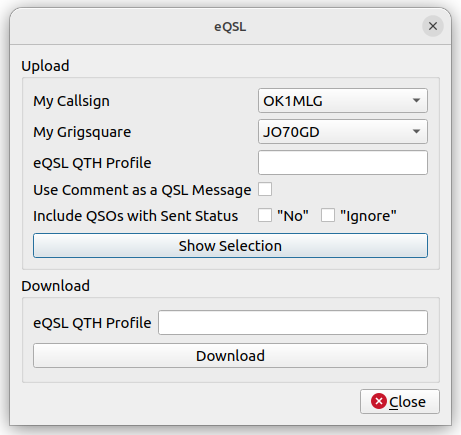 eQSL
Upload
My Callsign OK1MLG
My Grigsquare JO70GD
eQSL QTH Profile
Use Comment as a QSL Message
Include QSOs with Sent Status "No" "Ignore"
Show Selection
Download
eQSL QTH Profile
Download
Close